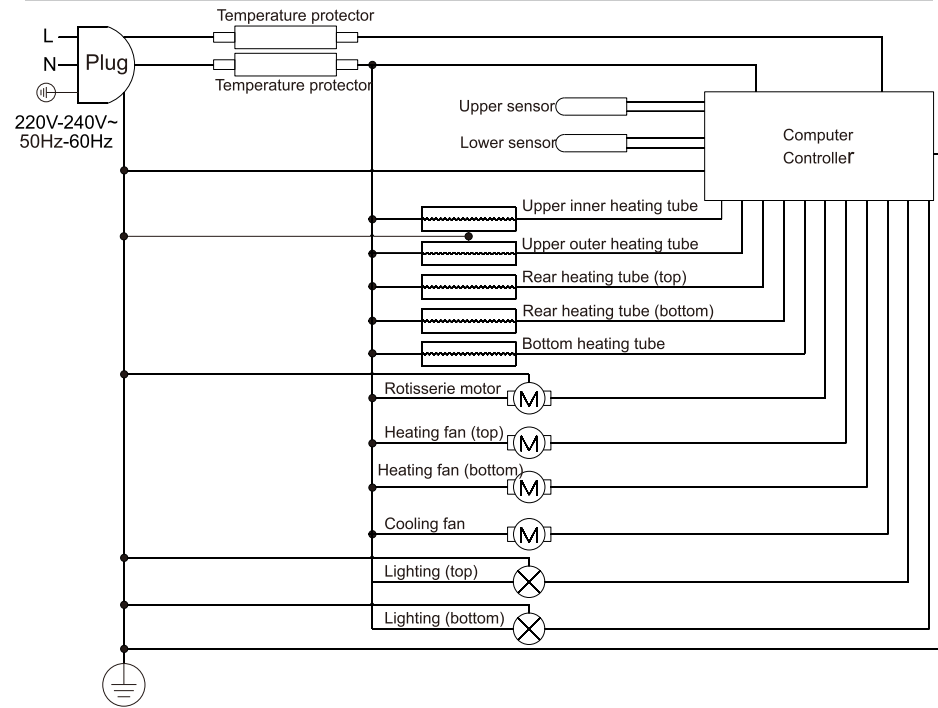 Temperature protector
L
N
Plug
Temperature protector
220V-240V~
50Hz-60Hz
Upper sensor
Lower sensor
Computer
Controller
Upper inner heating tube
Upper outer heating tube
Rear heating tube (top)
Rear heating tube (bottom)
Bottom heating tube
Rotisserie motor
M
Heating fan (top)
M
Heating fan (bottom)
M
Cooling fan
M
Lighting (top)
Lighting (bottom)